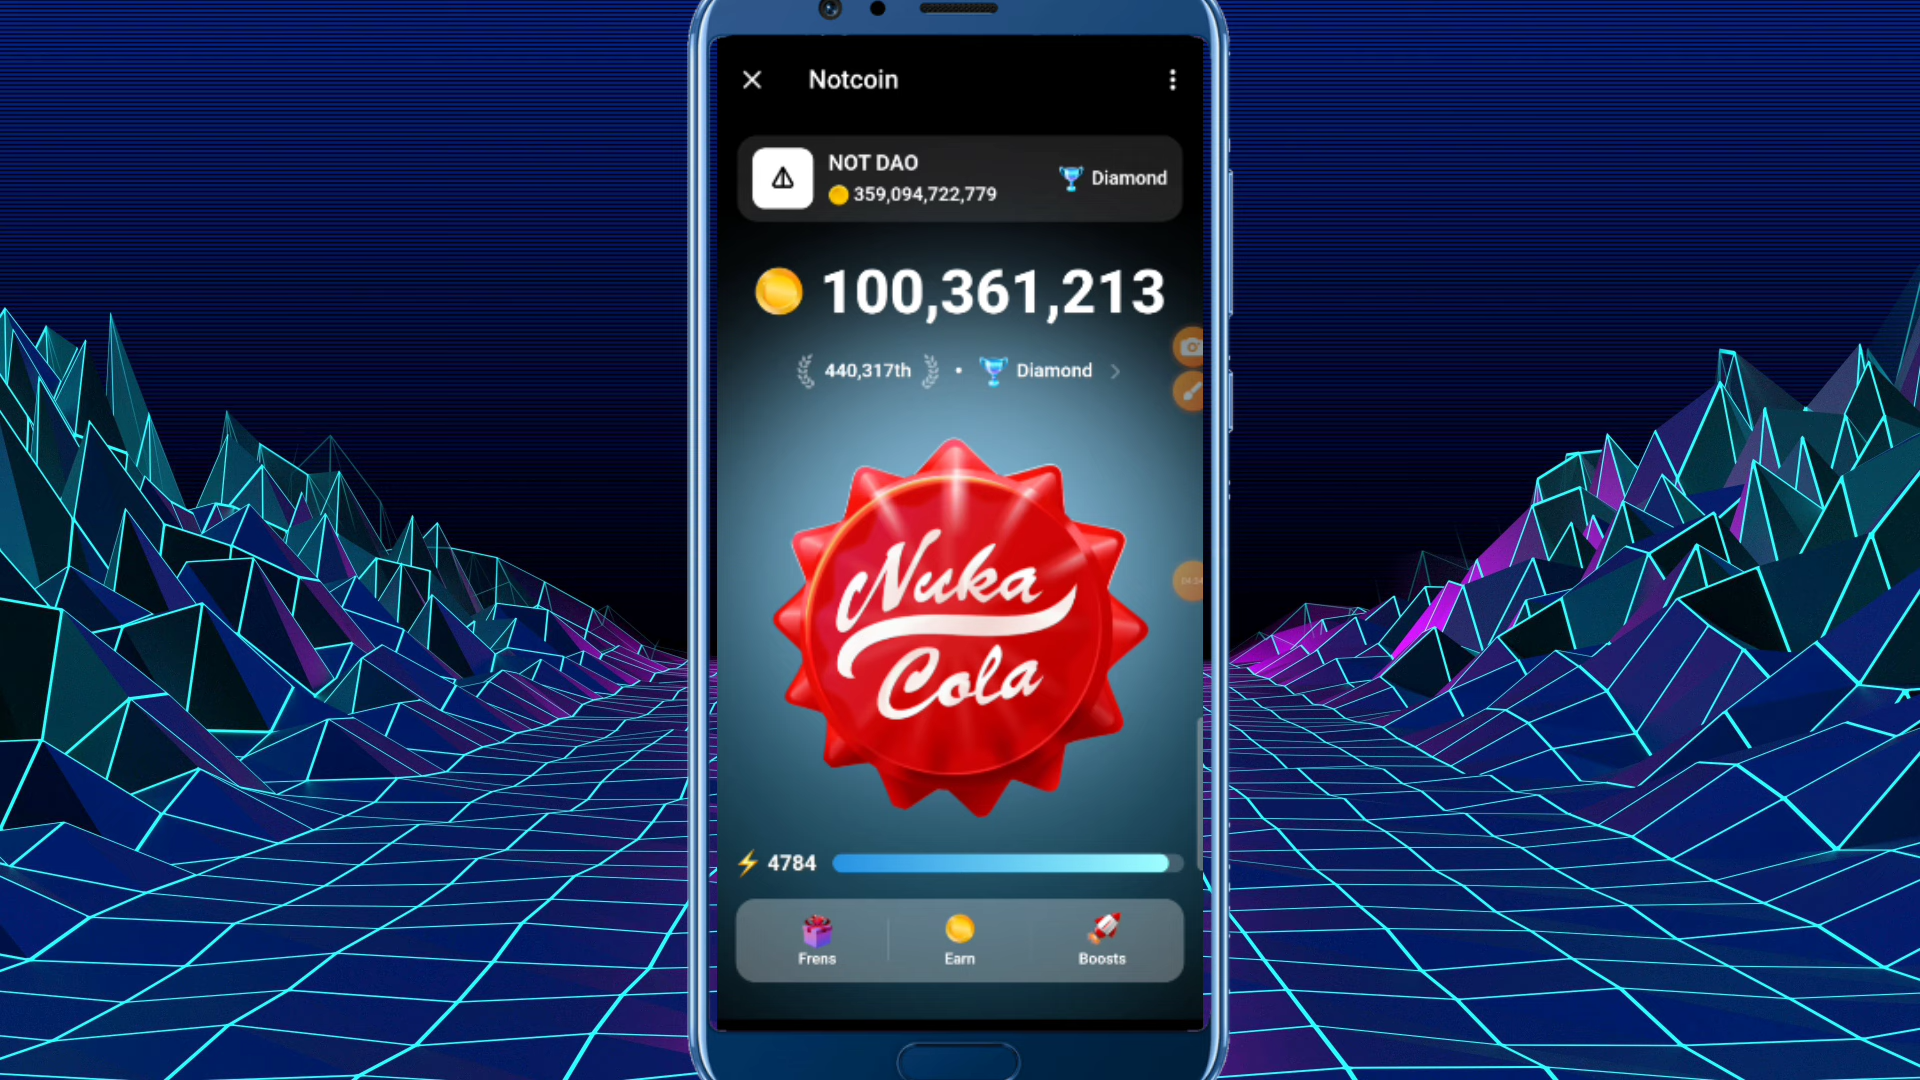 Notcoin
NOT DAO
359,094,722,779
Diamond
100,361,213
440,317th • Diamond
Nuka
Cola
4784
Frens
Earn
Boosts